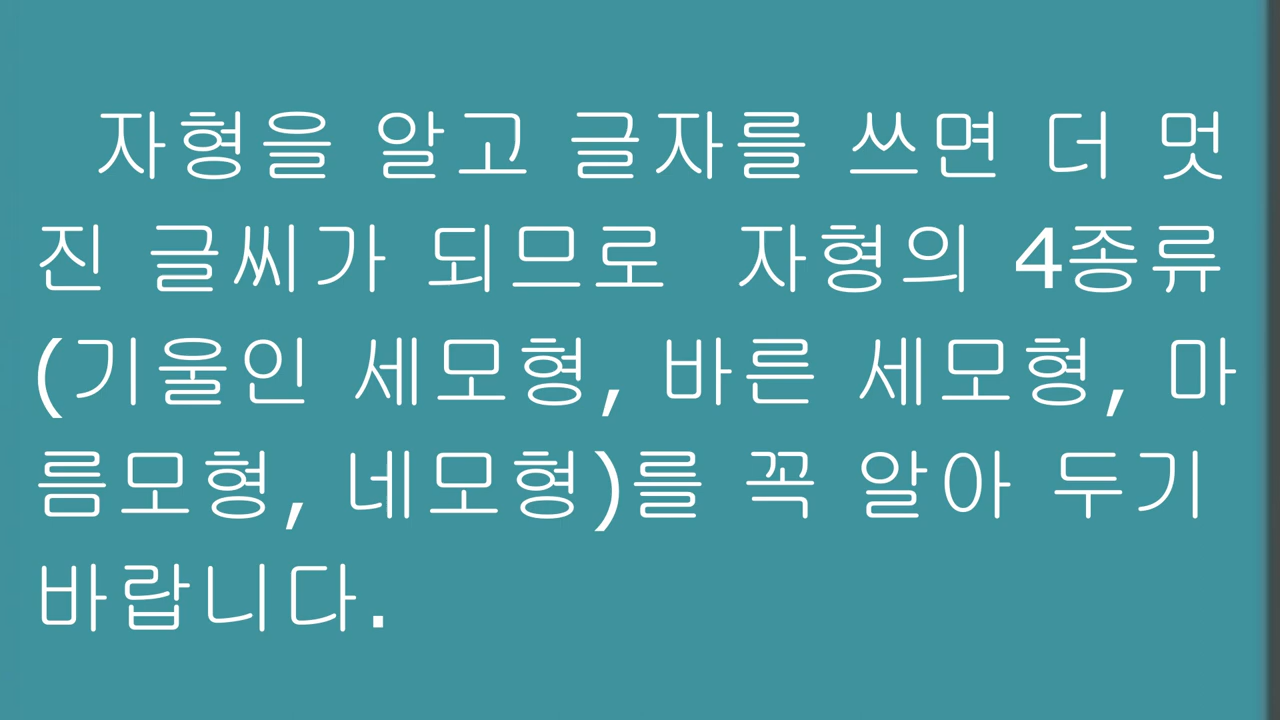 자형을 알고 글자를 쓰면 더 멋
진 글씨가 되므로 자형의 4종류
(기울인 세모형, 바른 세모형, 마
름모형, 네모형)를 꼭 알아 두기
바랍니다.